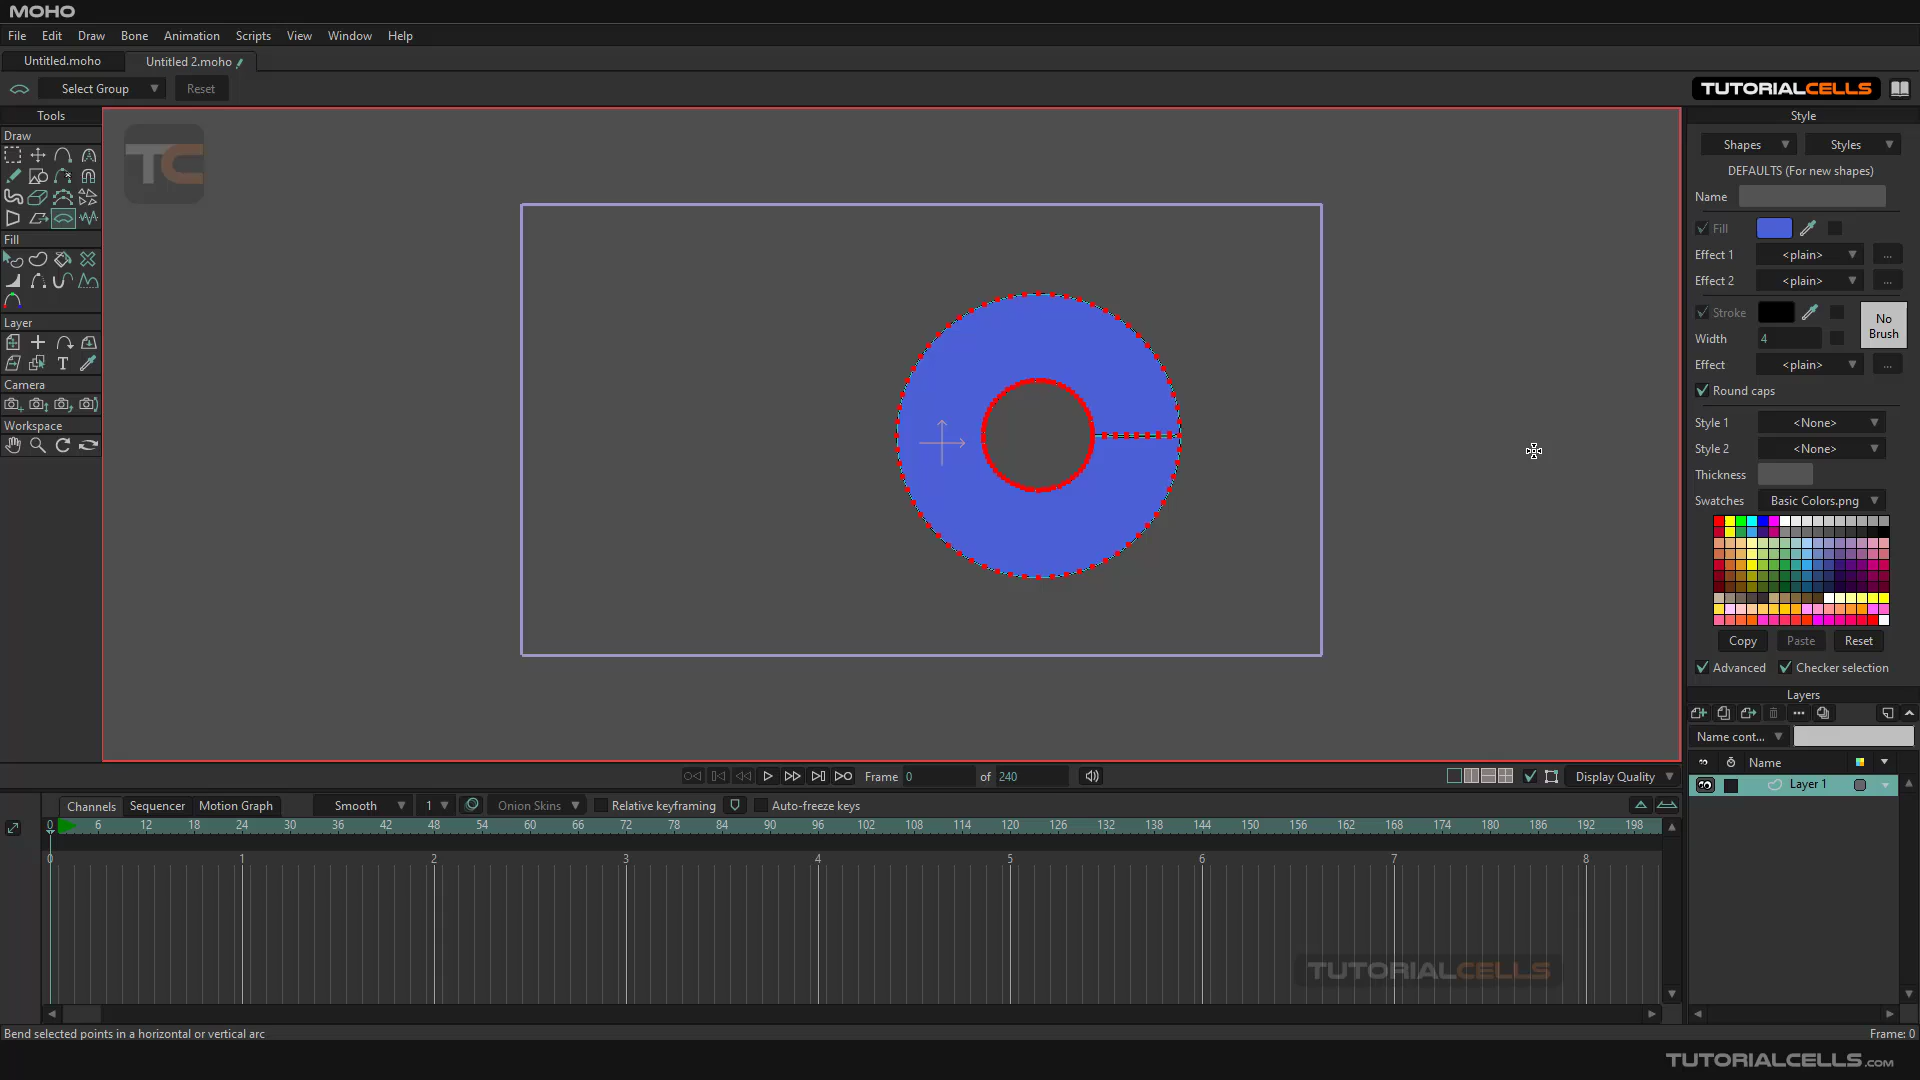 MOHO
File Edit Draw Bone Animation Scripts View Window Help
Untitled.moho Untitled 2.moho
Select Group Reset
TUTORIALCELLS
Tools
Style
Draw
TC
Shapes Styles
DEFAULTS (For new shapes)
Name
Fill
Fill
Effect 1 <plain> ...
Effect 2 <plain> ...
Stroke
No Brush
Width 4
Layer
Effect <plain> ...
Camera
Round caps
Workspace
Style 1 <None>
Style 2 <None>
Thickness
Swatches Basic Colors.png
Copy Paste Reset
Advanced Checker selection
Layers
Name cont...
Name
Layer 1
Frame 0 of 240
Display Quality
Channels Sequencer Motion Graph Smooth 1 Onion Skins Relative keyframing Auto-freeze keys
0 6 12 18 24 30 36 42 48 54 60 66 72 78 84 90 96 102 108 114 120 126 132 138 144 150 156 162 168 174 180 186 192 198
0 1 2 3 4 5 6 7 8
TUTORIALCELLS
Bend selected points in a horizontal or vertical arc
Frame: 0
TUTORIALCELLS.COM